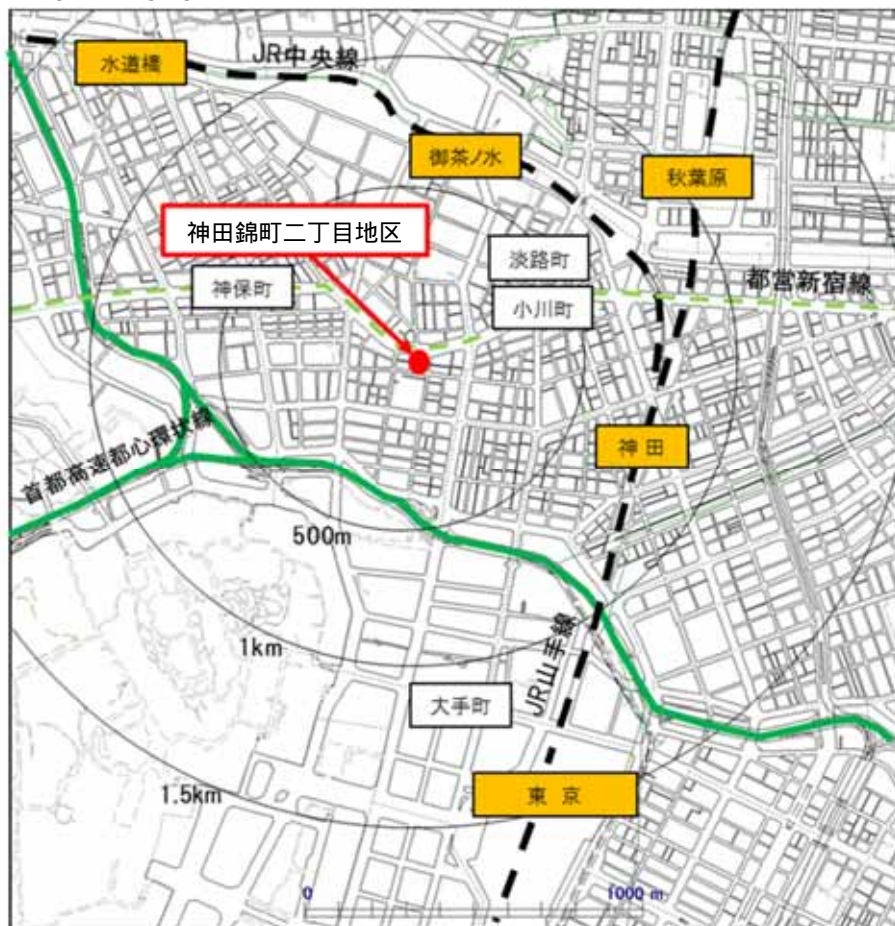 水道橋
JR中央線
御茶ノ水
秋葉原
神田錦町二丁目地区
淡路町
神保町
小川町
都営新宿線
神田
首都高速都心環状線
500m
1km
JR山手線
大手町
1.5km
東京
0
1000 m